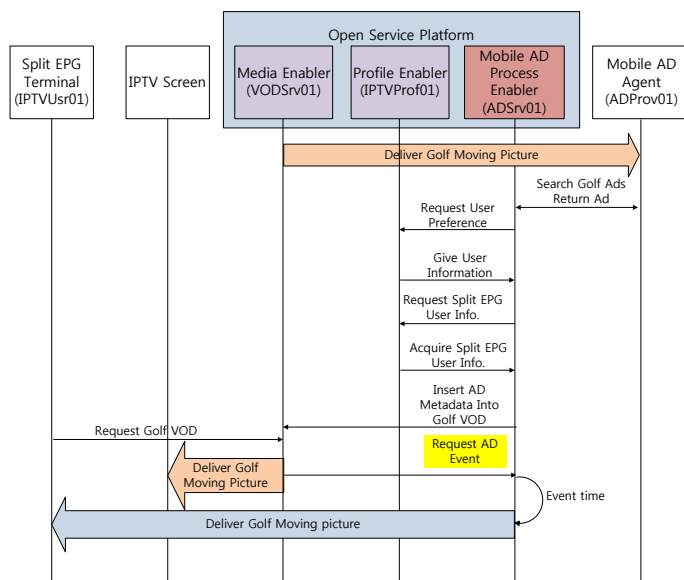 Open Service Platform
Split EPG
Terminal
(IPTVUsr01)
IPTV Screen
Media Enabler
(VODSrv01)
Profile Enabler
(IPTVProf01)
Mobile AD
Process
Enabler
(ADSrv01)
Mobile AD
Agent
(ADProv01)
Deliver Golf Moving Picture
Search Golf Ads
Return Ad
Request User
Preference
Give User
Information
Request Split EPG
User Info.
Acquire Split EPG
User Info.
Insert AD
Metadata Into
Golf VOD
Request Golf VOD
Request AD
Event
Deliver Golf
Moving Picture
Event time
Deliver Golf Moving picture